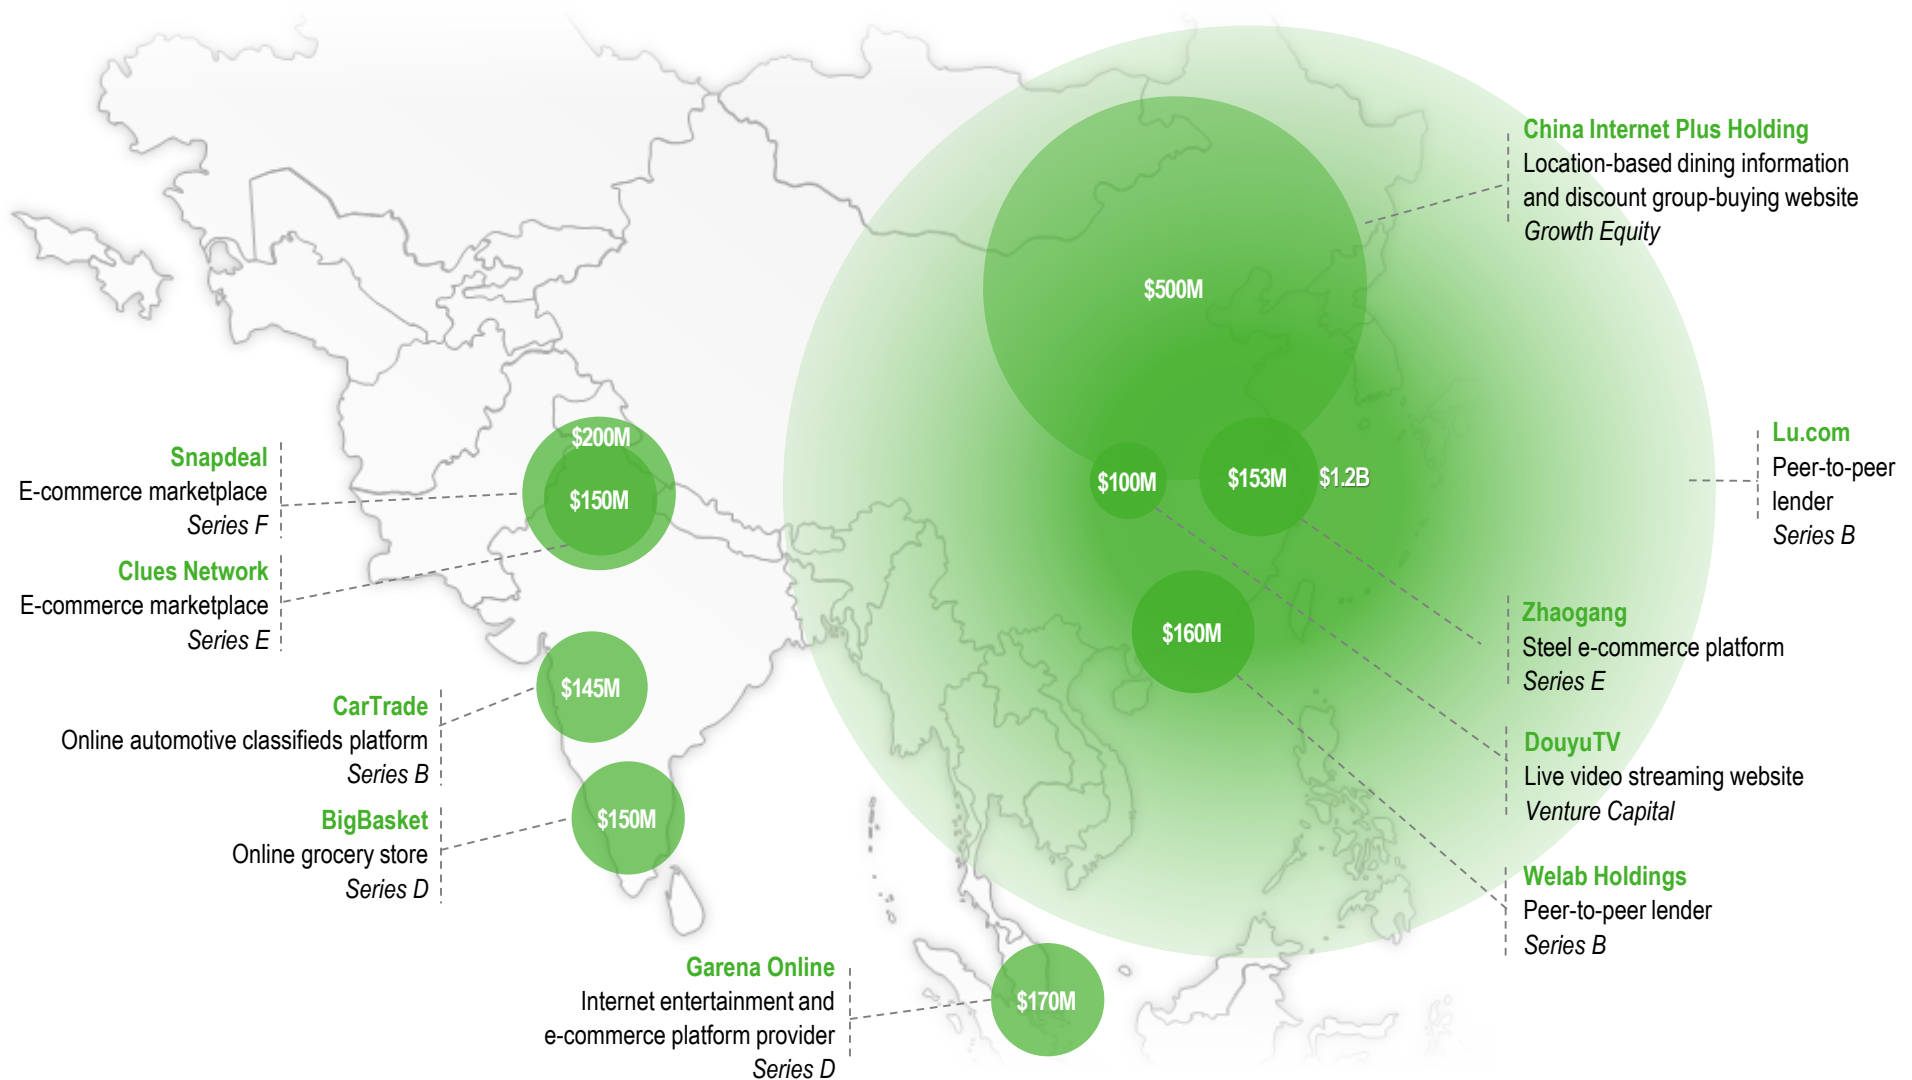 China Internet Plus Holding
Location-based dining information
and discount group-buying website
Growth Equity
$500M
Lu.com
Peer-to-peer
lender
Series B
$1.2B
$153M
$100M
$160M
Snapdeal
E-commerce marketplace
Series F
$200M
$150M
Clues Network
E-commerce marketplace
Series E
Zhaogang
Steel e-commerce platform
Series E
CarTrade
Online automotive classifieds platform
Series B
$145M
DouyuTV
Live video streaming website
Venture Capital
BigBasket
Online grocery store
Series D
$150M
Welab Holdings
Peer-to-peer lender
Series B
Garena Online
Internet entertainment and
e-commerce platform provider
Series D
$170M